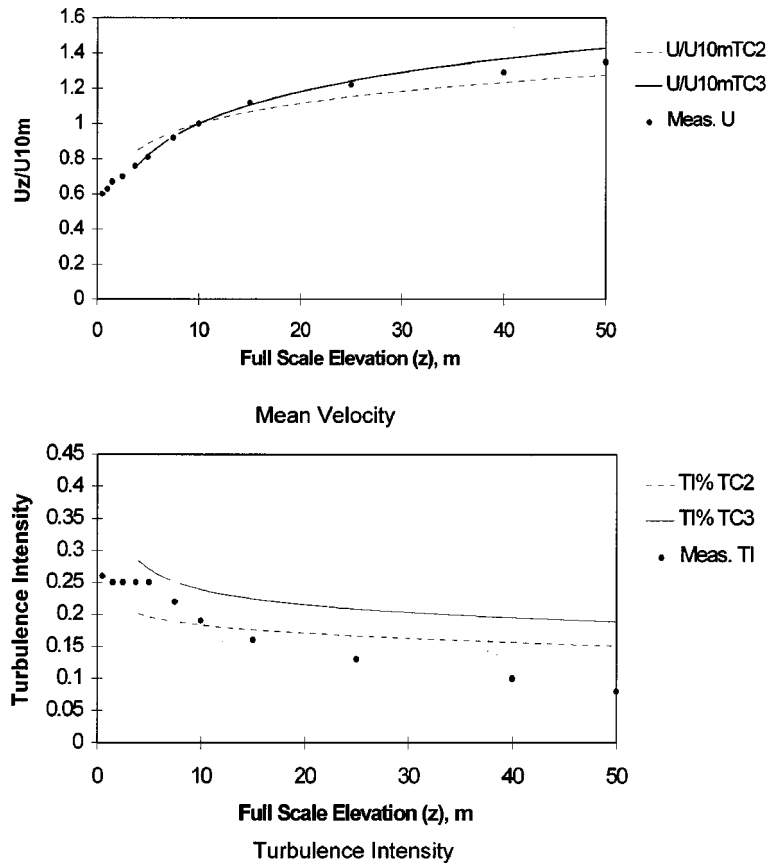 1.6
1.4
1.2
1
0.8
0.6
0.4
0.2
0
Uz/U10m
0 10 20 30 40 50
Full Scale Elevation (z), m
U/U10mTC2
U/U10mTC3
Meas. U
Mean Velocity
0.45
0.4
0.35
0.3
0.25
0.2
0.15
0.1
0.05
0
Turbulence Intensity
0 10 20 30 40 50
Full Scale Elevation (z), m
TI% TC2
TI% TC3
Meas. TI
Turbulence Intensity